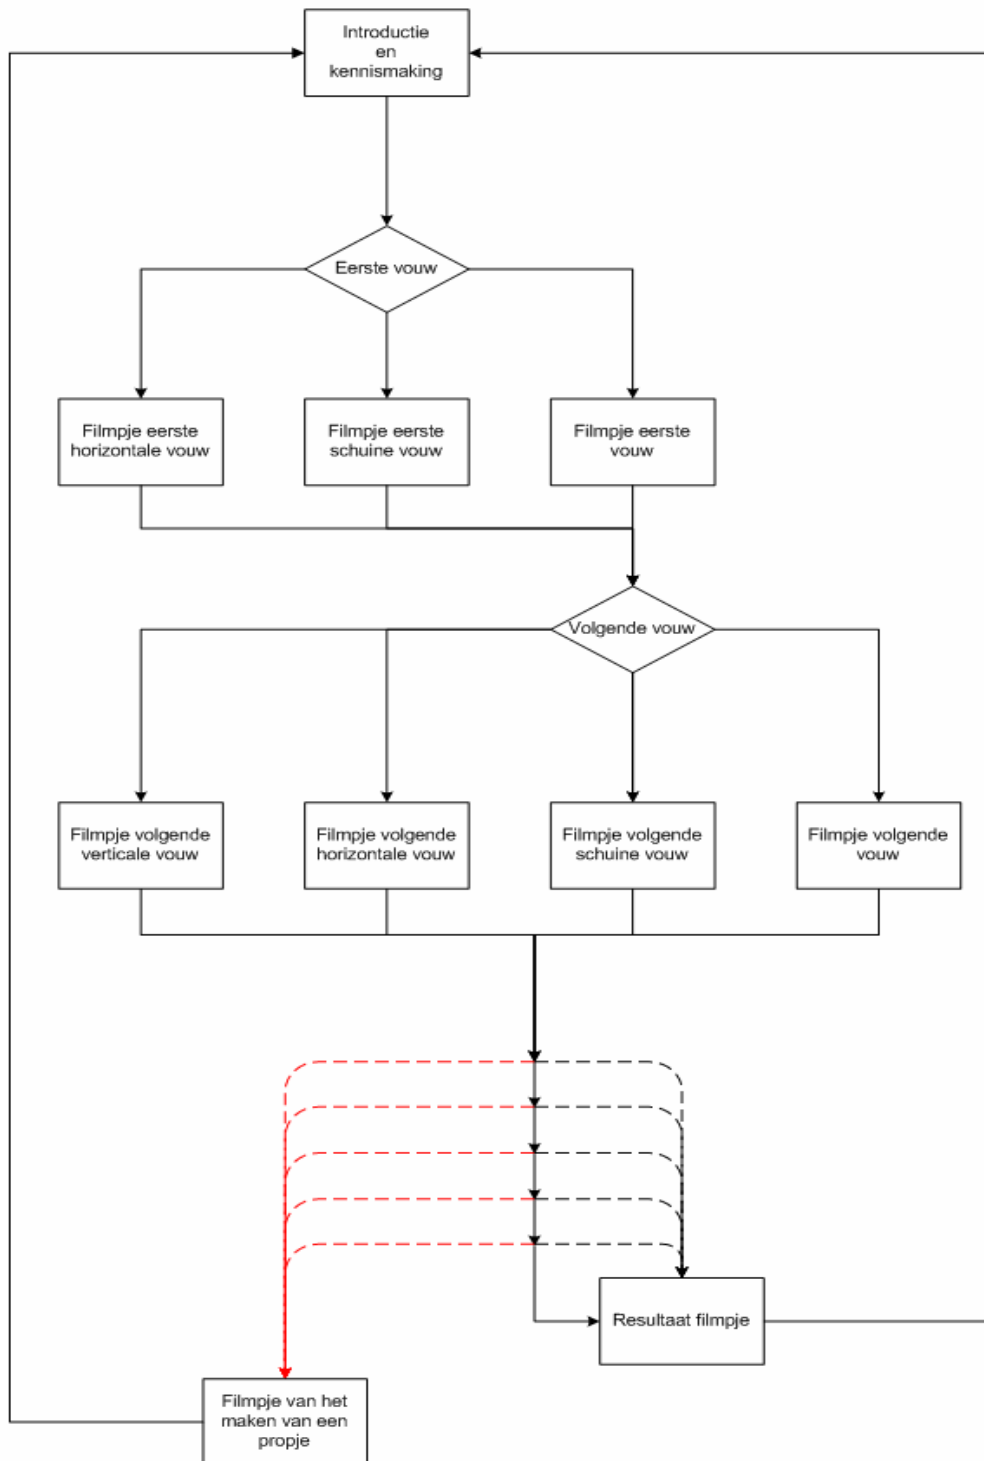 Introductie
en
kennismaking
Eerste vouw
Filmpje eerste
horizontale vouw
Filmpje eerste
schuine vouw
Filmpje eerste
vouw
Volgende vouw
Filmpje volgende
verticale vouw
Filmpje volgende
horizontale vouw
Filmpje volgende
schuine vouw
Filmpje volgende
vouw
Resultaat filmpje
Filmpje van het
maken van een
propje